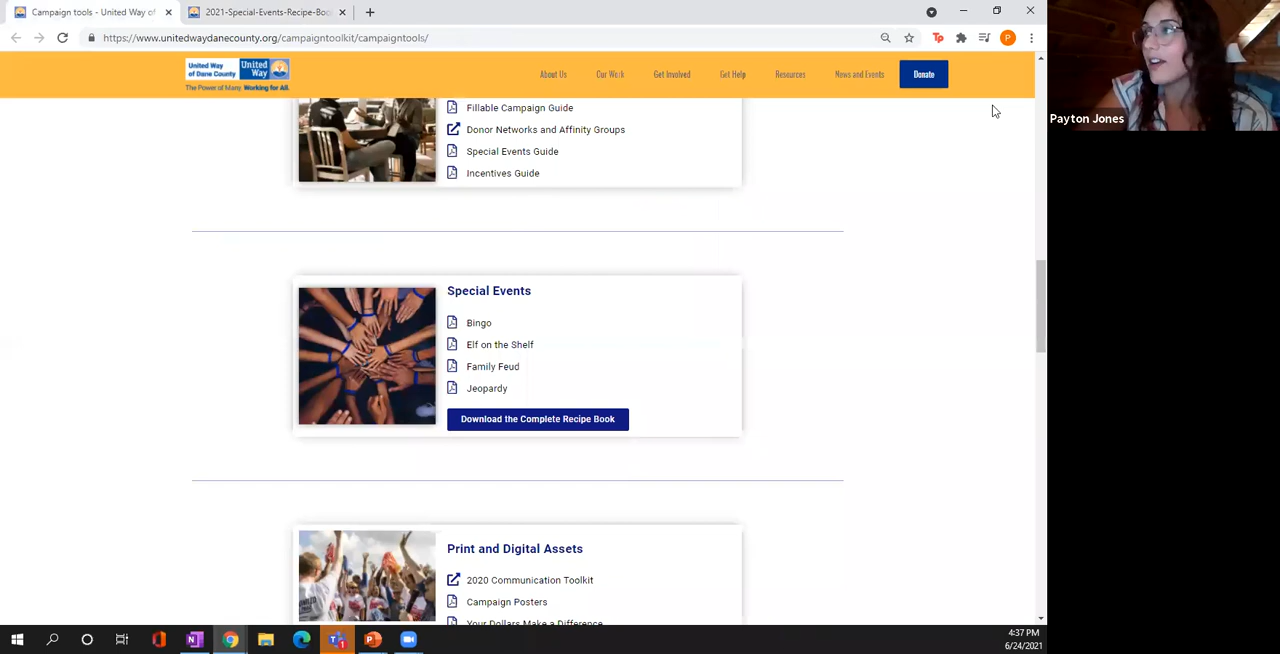 Campaign tools - United Way of
2021-Special-Events-Recipe-Boo
https://www.unitedwaydanecounty.org/campaigntoolkit/campaigntools/
P
United Way
of Dane County
United
Way
The Power of Many. Working for All.
About Us
Our Work
Get Involved
Get Help
Resources
News and Events
Donate
Payton Jones
Fillable Campaign Guide
Donor Networks and Affinity Groups
Special Events Guide
Incentives Guide
Special Events
Bingo
Elf on the Shelf
Family Feud
Jeopardy
Download the Complete Recipe Book
Print and Digital Assets
2020 Communication Toolkit
Campaign Posters
Your Dollars Make a Difference
4:37 PM
6/24/2021